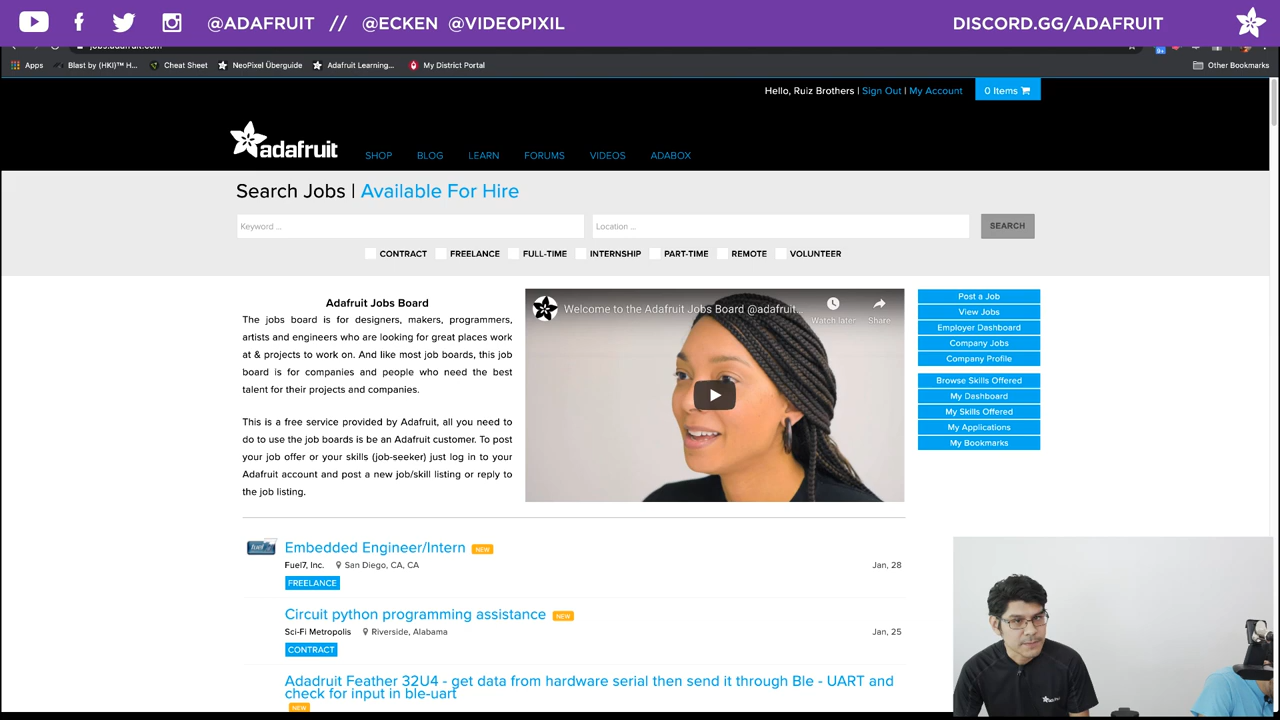 @ADAFRUIT // @ECKEN @VIDEOPIXIL
DISCORD.GG/ADAFRUIT
jobs.adafruit.com
Apps
Blast by (HKI)™ H...
Cheat Sheet
NeoPixel Überguide
Adafruit Learning...
My District Portal
Other Bookmarks
Hello, Ruiz Brothers | Sign Out | My Account
0 Items
adafruit
SHOP
BLOG
LEARN
FORUMS
VIDEOS
ADABOX
Search Jobs | Available For Hire
Keyword ...
Location ...
SEARCH
CONTRACT
FREELANCE
FULL-TIME
INTERNSHIP
PART-TIME
REMOTE
VOLUNTEER
Adafruit Jobs Board
The jobs board is for designers, makers, programmers,
artists and engineers who are looking for great places work
at & projects to work on. And like most job boards, this job
board is for companies and people who need the best
talent for their projects and companies.
This is a free service provided by Adafruit, all you need to
do to use the job boards is be an Adafruit customer. To post
your job offer or your skills (job-seeker) just log in to your
Adafruit account and post a new job/skill listing or reply to
the job listing.
Welcome to the Adafruit Jobs Board @adafruit...
Watch later
Share
Post a Job
View Jobs
Employer Dashboard
Company Jobs
Company Profile
Browse Skills Offered
My Dashboard
My Skills Offered
My Applications
My Bookmarks
Embedded Engineer/Intern NEW
Fuel7, Inc. San Diego, CA, CA
Jan, 28
FREELANCE
Circuit python programming assistance NEW
Sci-Fi Metropolis Riverside, Alabama
Jan, 25
CONTRACT
Adadruit Feather 32U4 - get data from hardware serial then send it through Ble - UART and
check for input in ble-uart
NEW